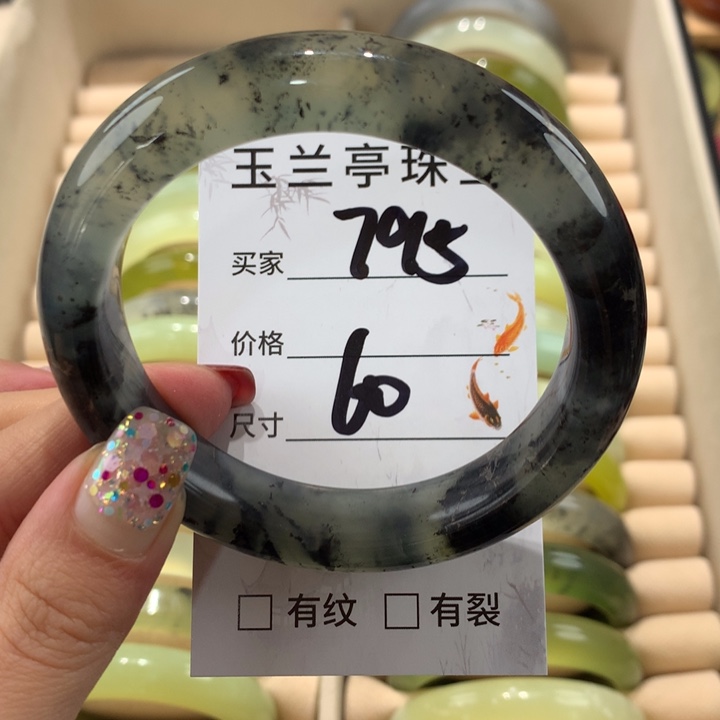 玉兰亭珠
买家 795
价格
尺寸 60
□ 有纹 □ 有裂